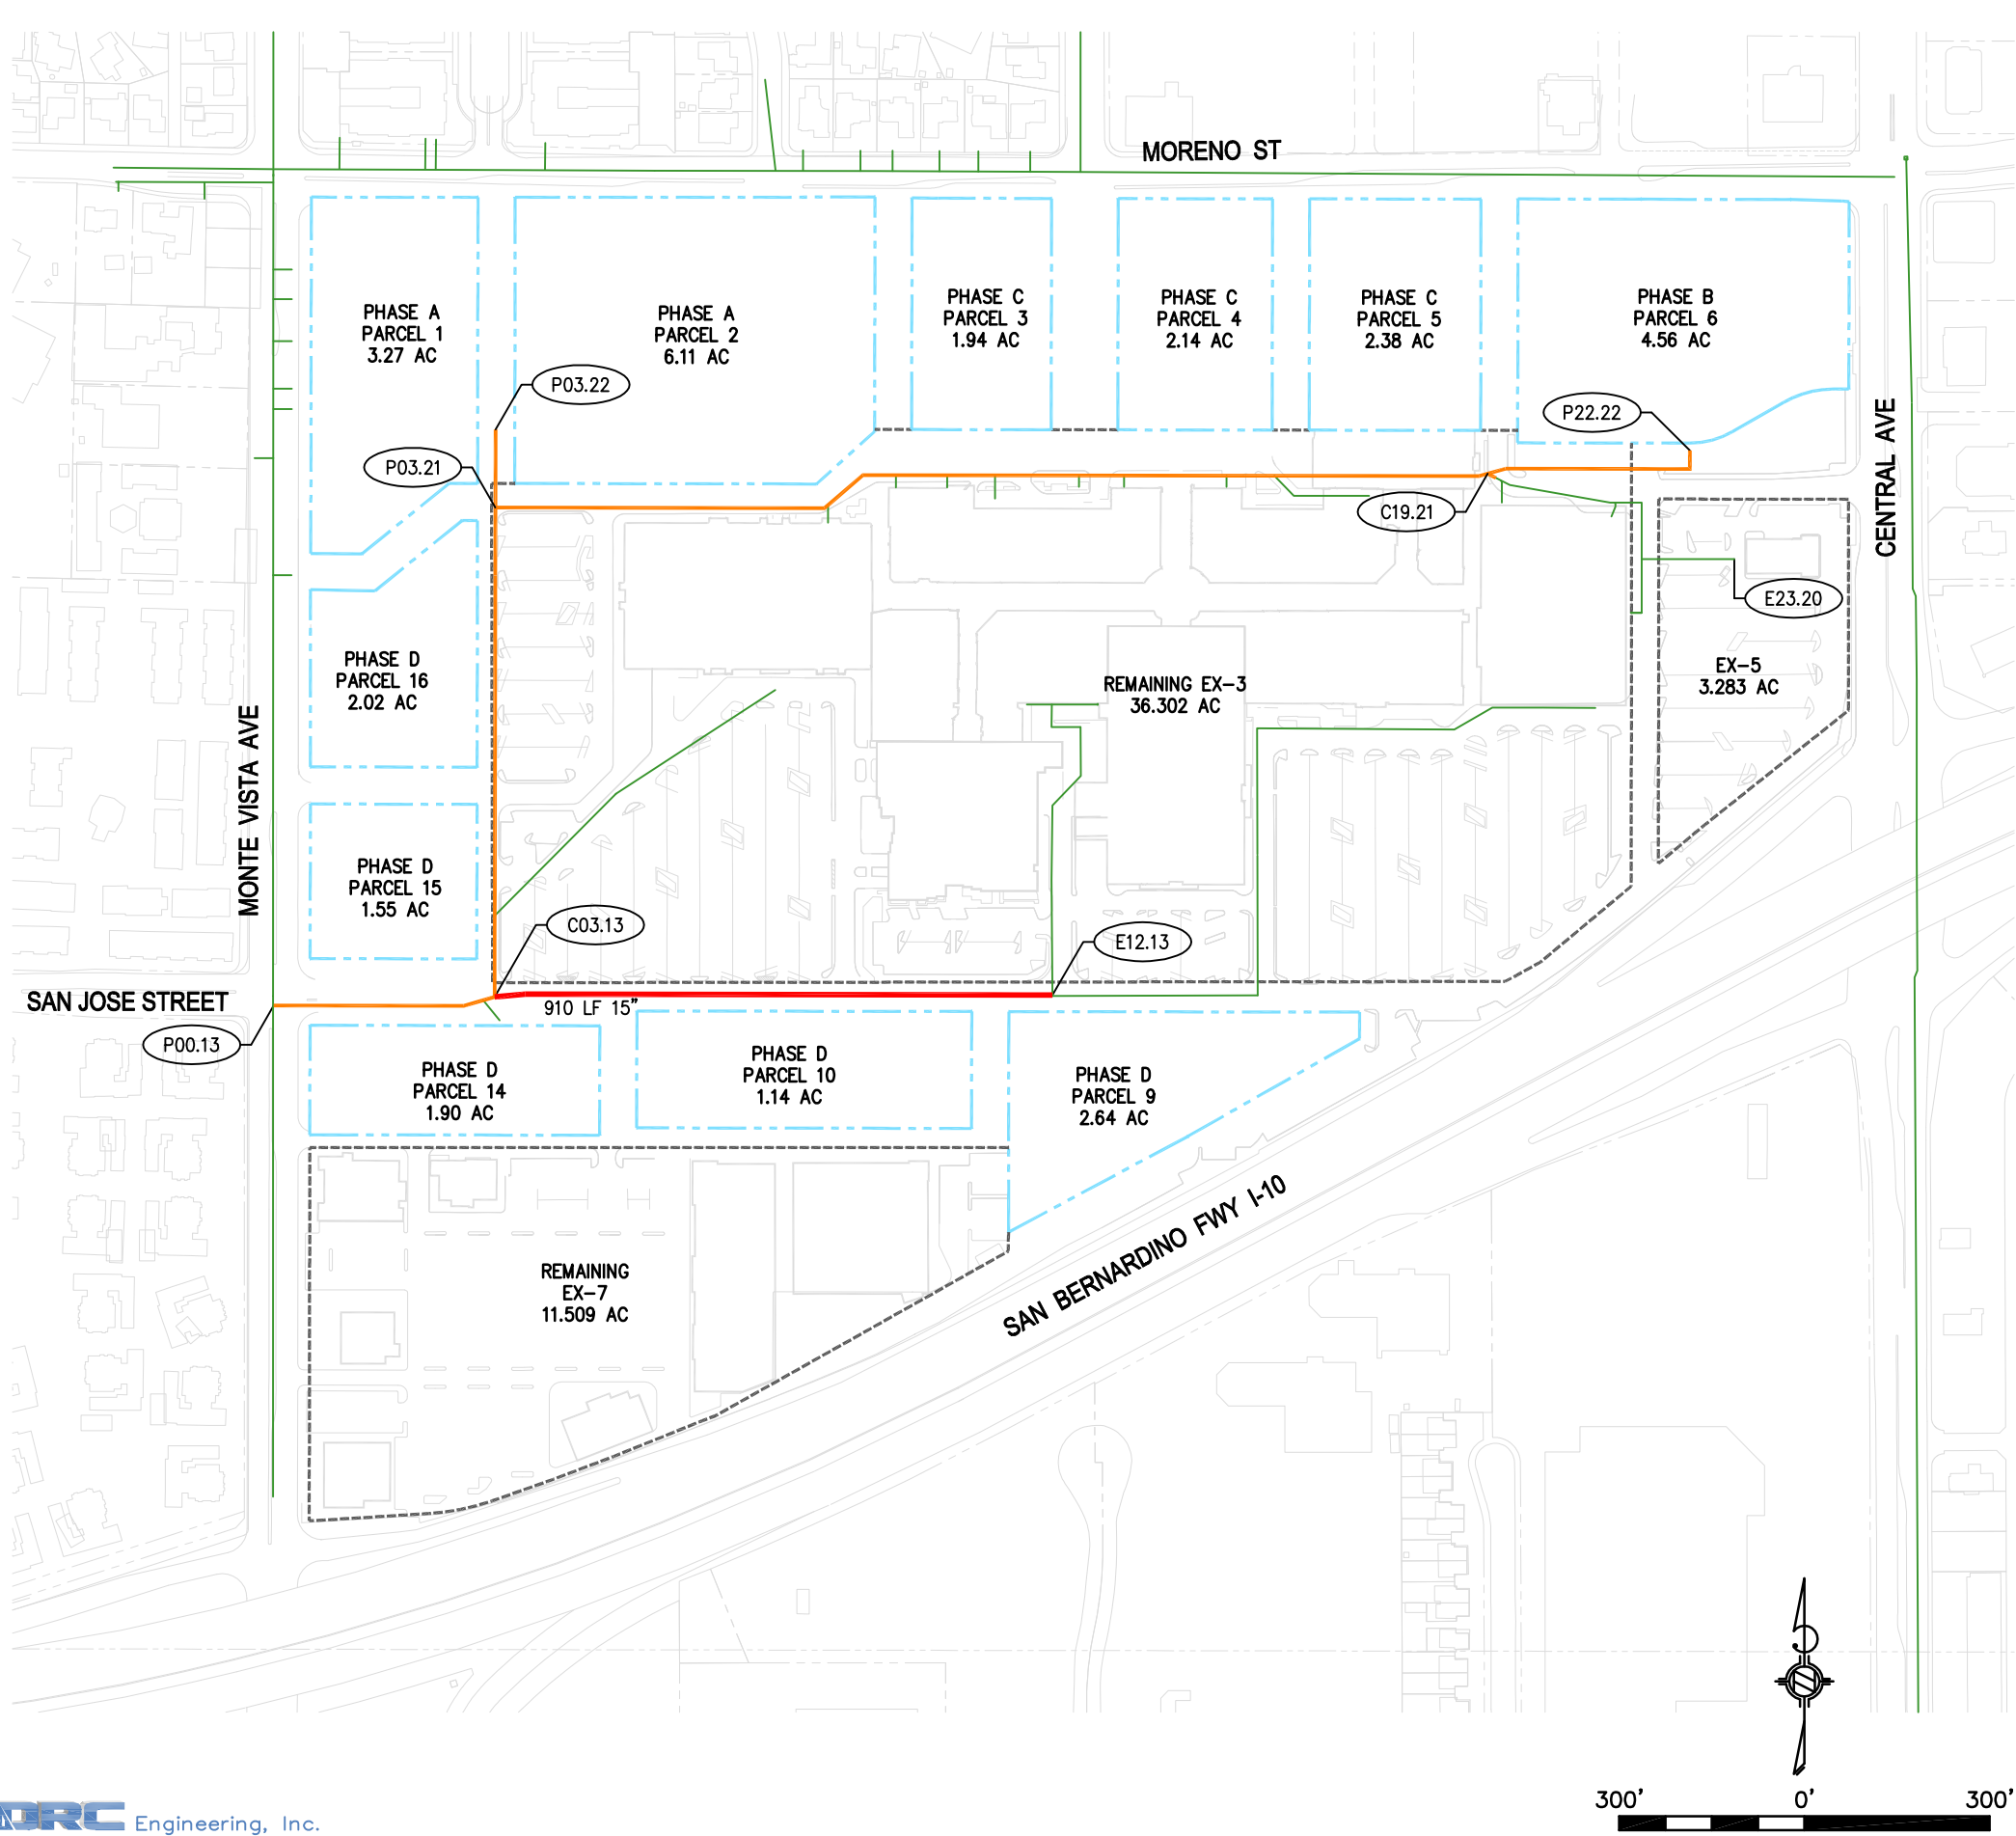 MORENO ST
PHASE A
PARCEL 1
3.27 AC
PHASE A
PARCEL 2
6.11 AC
PHASE C
PARCEL 3
1.94 AC
PHASE C
PARCEL 4
2.14 AC
PHASE C
PARCEL 5
2.38 AC
PHASE B
PARCEL 6
4.56 AC
P03.22
P22.22
P03.21
C19.21
CENTRAL AVE
E23.20
PHASE D
PARCEL 16
2.02 AC
REMAINING EX-3
36.302 AC
EX-5
3.283 AC
MONTE VISTA AVE
PHASE D
PARCEL 15
1.55 AC
C03.13
E12.13
SAN JOSE STREET
910 LF 15"
P00.13
PHASE D
PARCEL 14
1.90 AC
PHASE D
PARCEL 10
1.14 AC
PHASE D
PARCEL 9
2.64 AC
SAN BERNARDINO FWY I-10
REMAINING
EX-7
11.509 AC
300' 0' 300'
DRC Engineering, Inc.